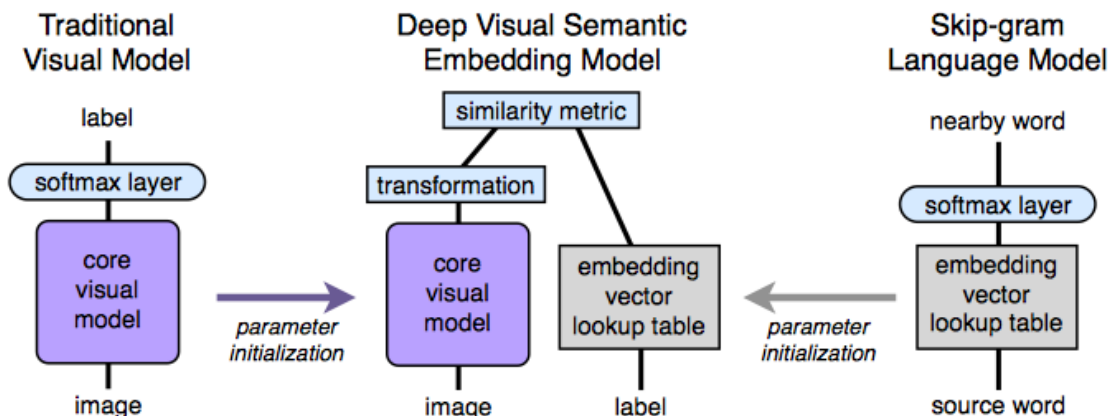 Traditional
Visual Model
label
softmax layer
core
visual
model
image
parameter
initialization
Deep Visual Semantic
Embedding Model
similarity metric
transformation
core
visual
model
image
embedding
vector
lookup table
label
parameter
initialization
Skip-gram
Language Model
nearby word
softmax layer
embedding
vector
lookup table
source word